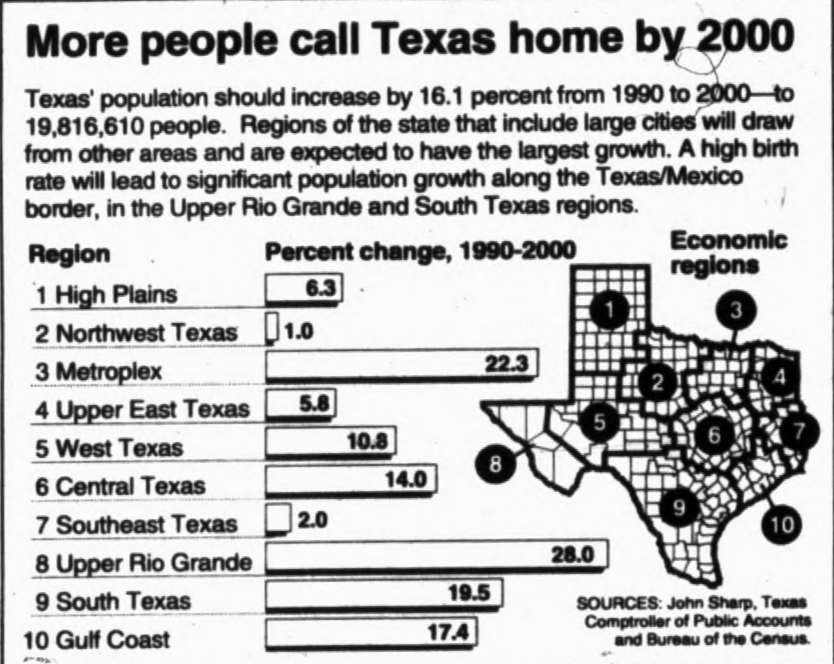 More people call Texas home by 2000
Texas' population should increase by 16.1 percent from 1990 to 2000—to
19,816,610 people. Regions of the state that include large cities will draw
from other areas and are expected to have the largest growth. A high birth
rate will lead to significant population growth along the Texas/Mexico
border, in the Upper Rio Grande and South Texas regions.
Region
Percent change, 1990-2000
1 High Plains 6.3
2 Northwest Texas 1.0
3 Metroplex 22.3
4 Upper East Texas 5.8
5 West Texas 10.8
6 Central Texas 14.0
7 Southeast Texas 2.0
8 Upper Rio Grande 28.0
9 South Texas 19.5
10 Gulf Coast 17.4
Economic
regions
1
3
2
4
5
6
7
8
9
10
SOURCES: John Sharp, Texas
Comptroller of Public Accounts
and Bureau of the Census.